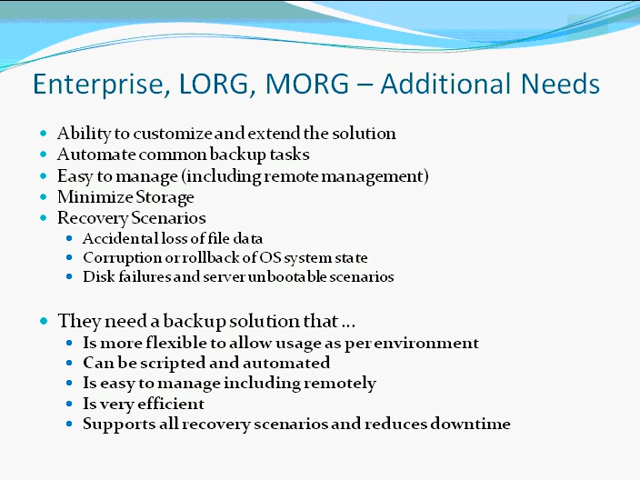 Enterprise, LORG, MORG – Additional Needs
• Ability to customize and extend the solution
• Automate common backup tasks
• Easy to manage (including remote management)
• Minimize Storage
• Recovery Scenarios
• Accidental loss of file data
• Corruption or rollback of OS system state
• Disk failures and server unbootable scenarios
• They need a backup solution that ...
• Is more flexible to allow usage as per environment
• Can be scripted and automated
• Is easy to manage including remotely
• Is very efficient
• Supports all recovery scenarios and reduces downtime